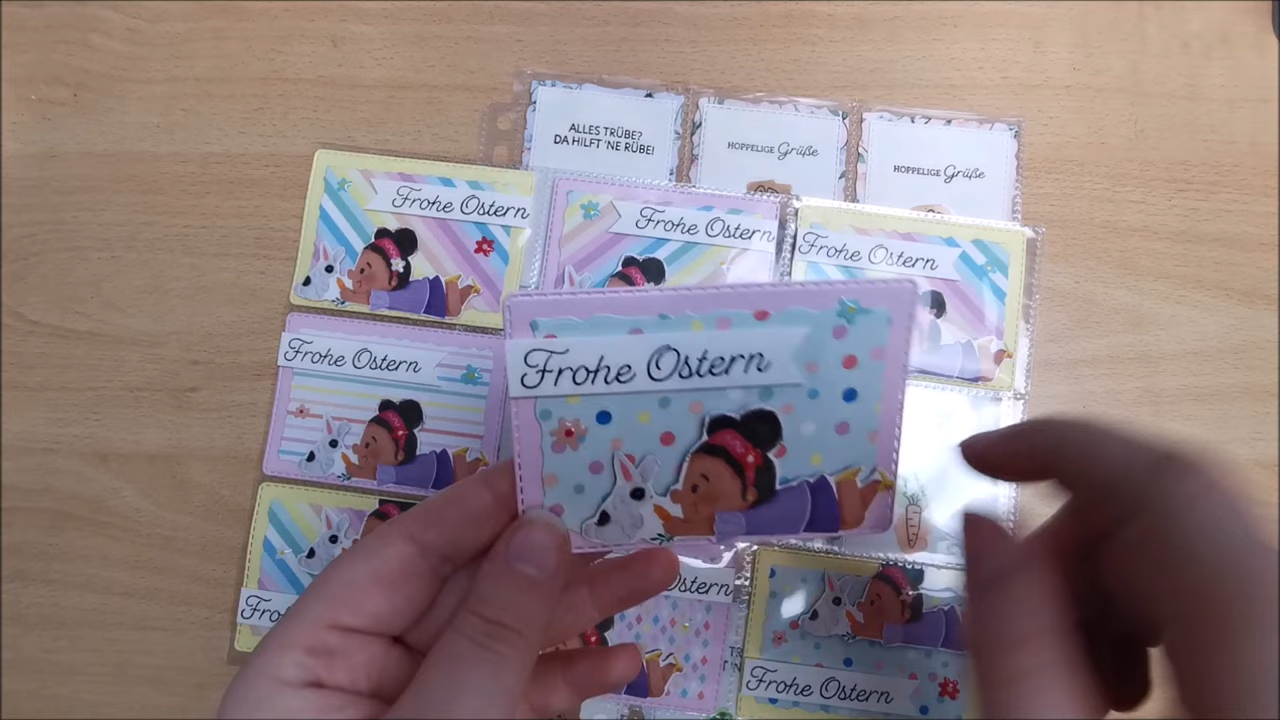 ALLES TRÜBE?
DA HILFT 'NE RÜBE!
HOPPELIGE Grüße
HOPPELIGE Grüße
Frohe Ostern
Frohe Ostern
Frohe Ostern
Frohe Ostern
Frohe Ostern
Ostern
Frohe Ostern